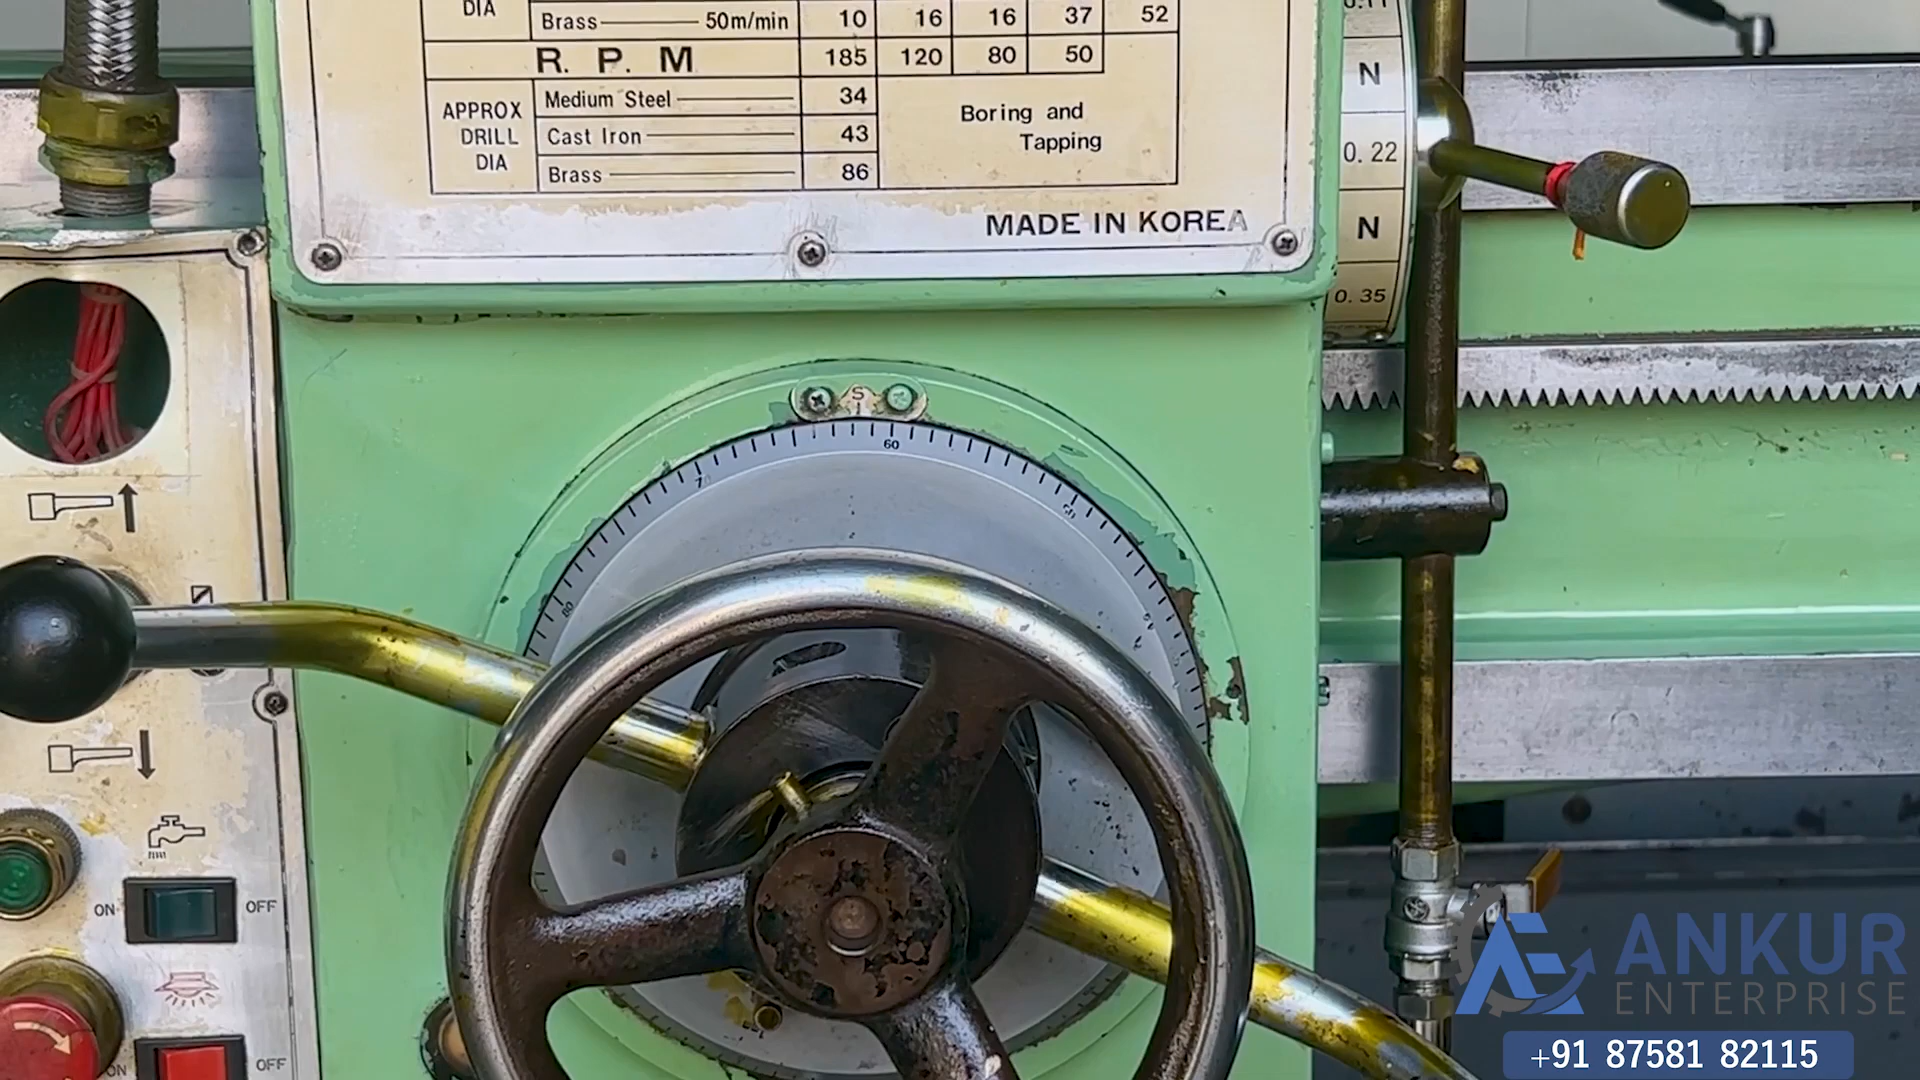 DIA
Brass 50m/min 10 16 16 37 52
R. P. M 185 120 80 50
APPROX DRILL DIA
Medium Steel 34
Cast Iron 43
Brass 86
Boring and
Tapping
MADE IN KOREA
N
0.22
N
0.35
S
60
80
ON OFF
ON OFF
ANKUR
ENTERPRISE
+91 87581 82115